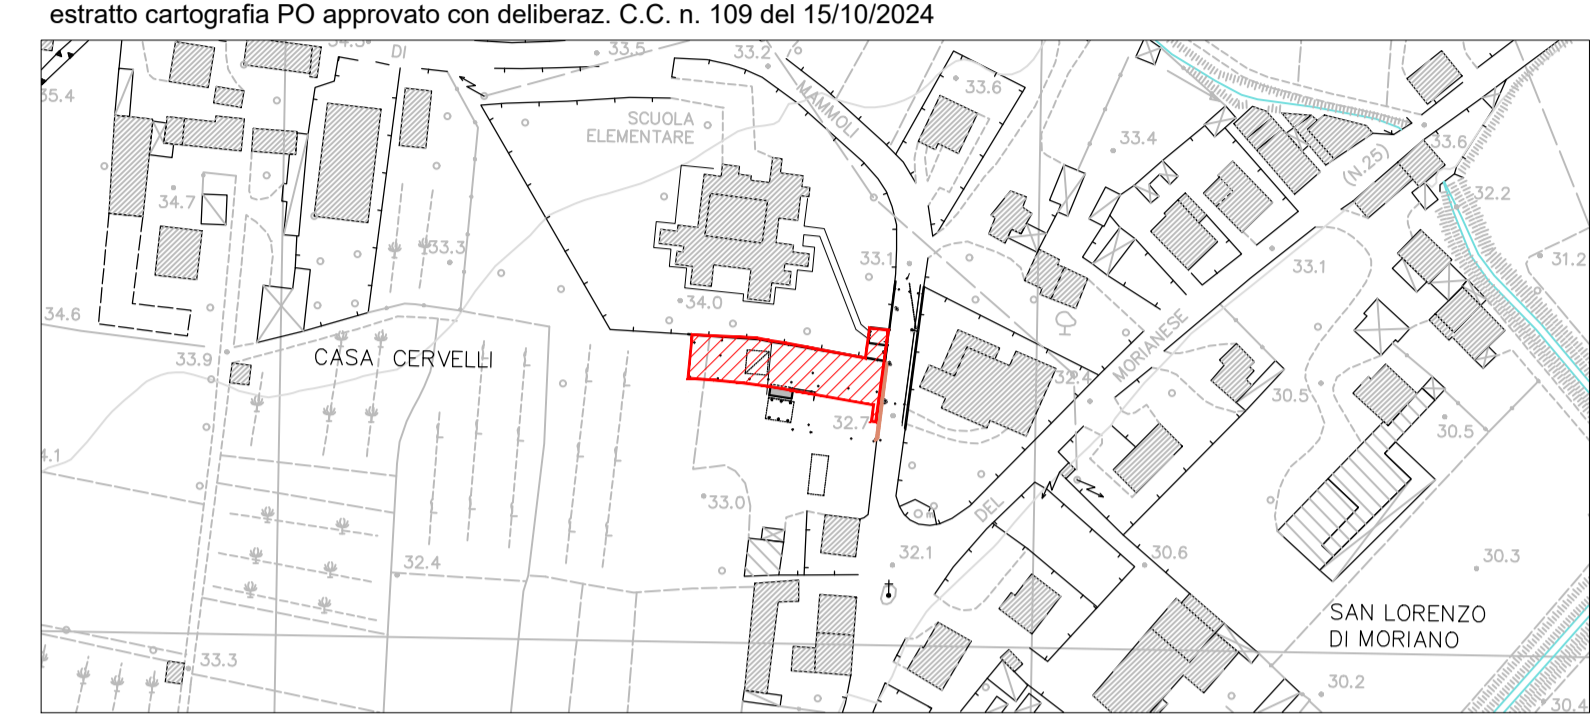 estratto cartografia PO approvato con deliberaz. C.C. n. 109 del 15/10/2024
DI
33.5
33.2
35.4
MAMMOLI
33.6
SCUOLA
ELEMENTARE
33.4
(N.25)
33.6
34.7
32.2
33.3
33.1
33.1
31.2
34.0
34.6
MORIANESE
33.9
CASA CERVELLI
32.4
30.5
32.7
30.5
4.1
33.0
DEL
32.1
30.6
32.4
30.3
SAN LORENZO
DI MORIANO
33.3
30.2
30.4